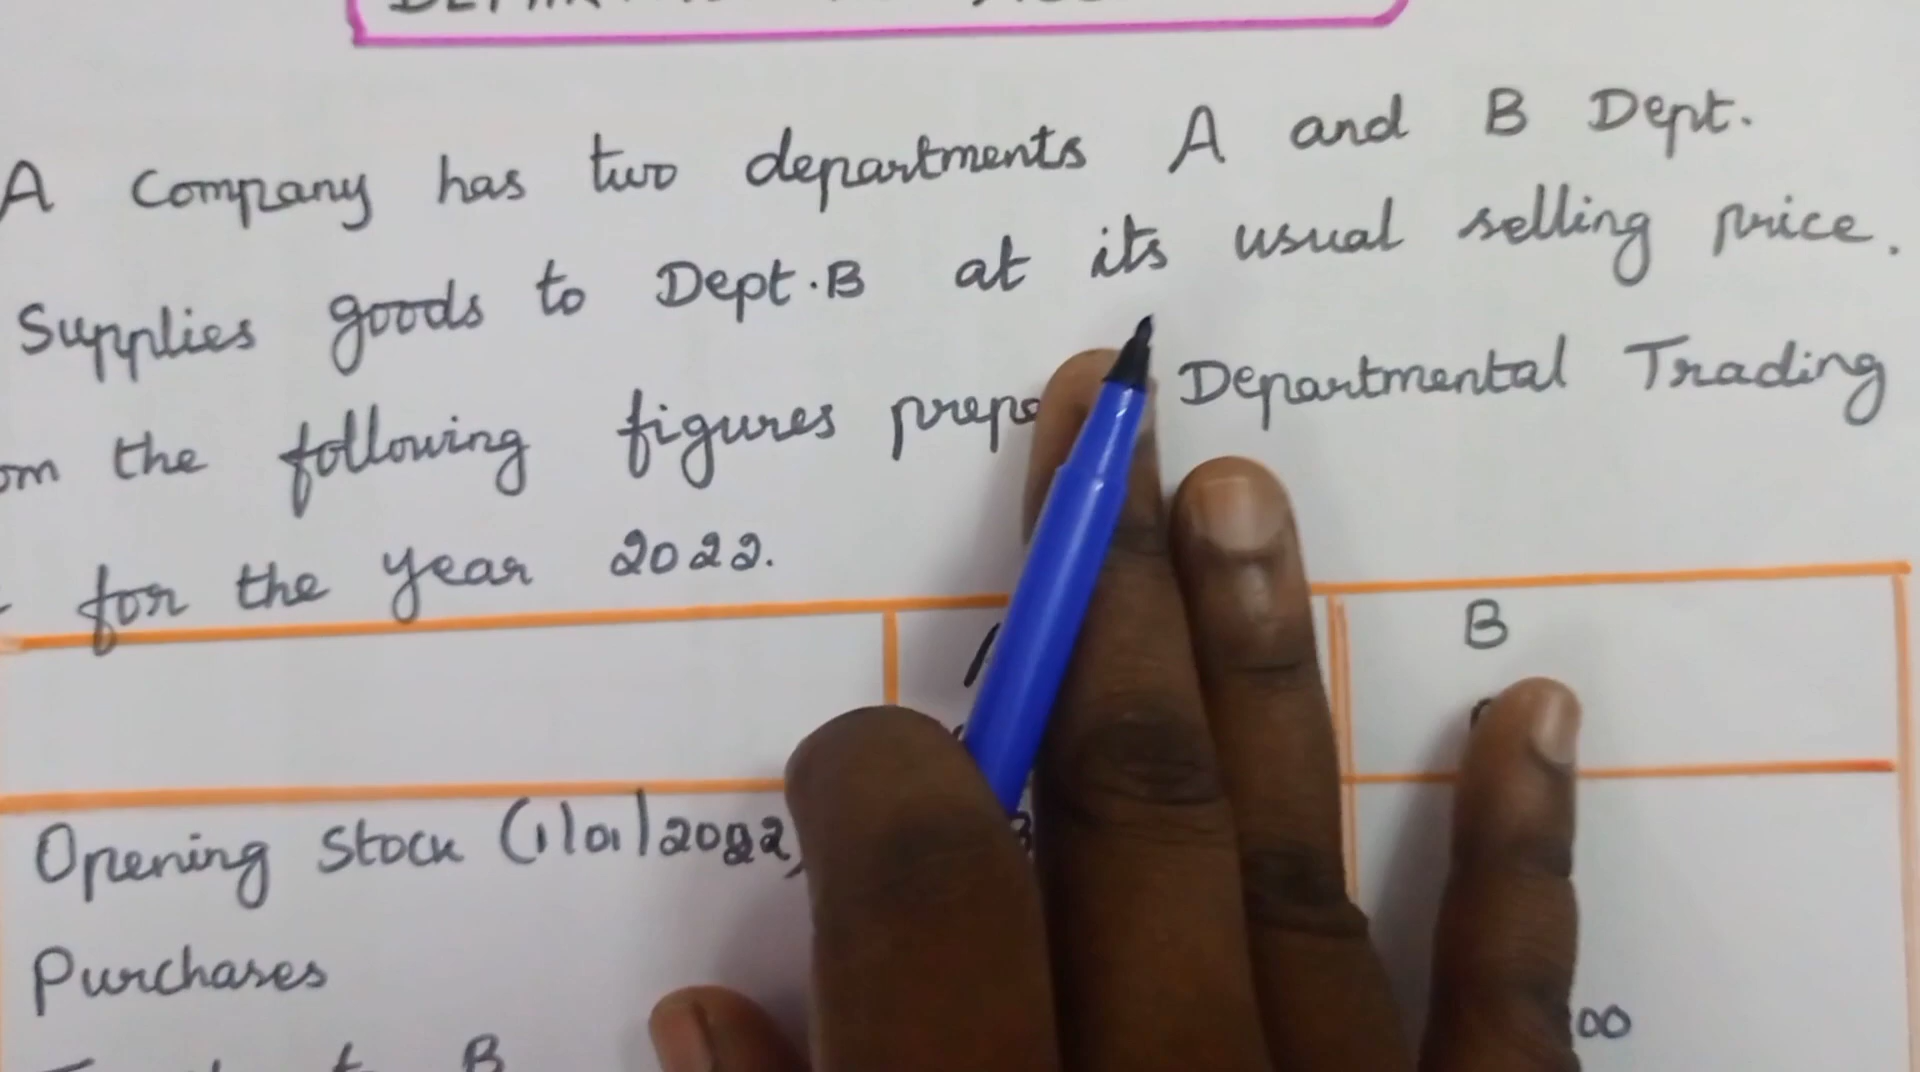 A Company has two departments A and B Dept.
Supplies goods to Dept.B at its usual selling price.
the following figures Departmental Trading
for the year 2022.
B
Opening Stock (1/01/2022)
Purchases
B
00